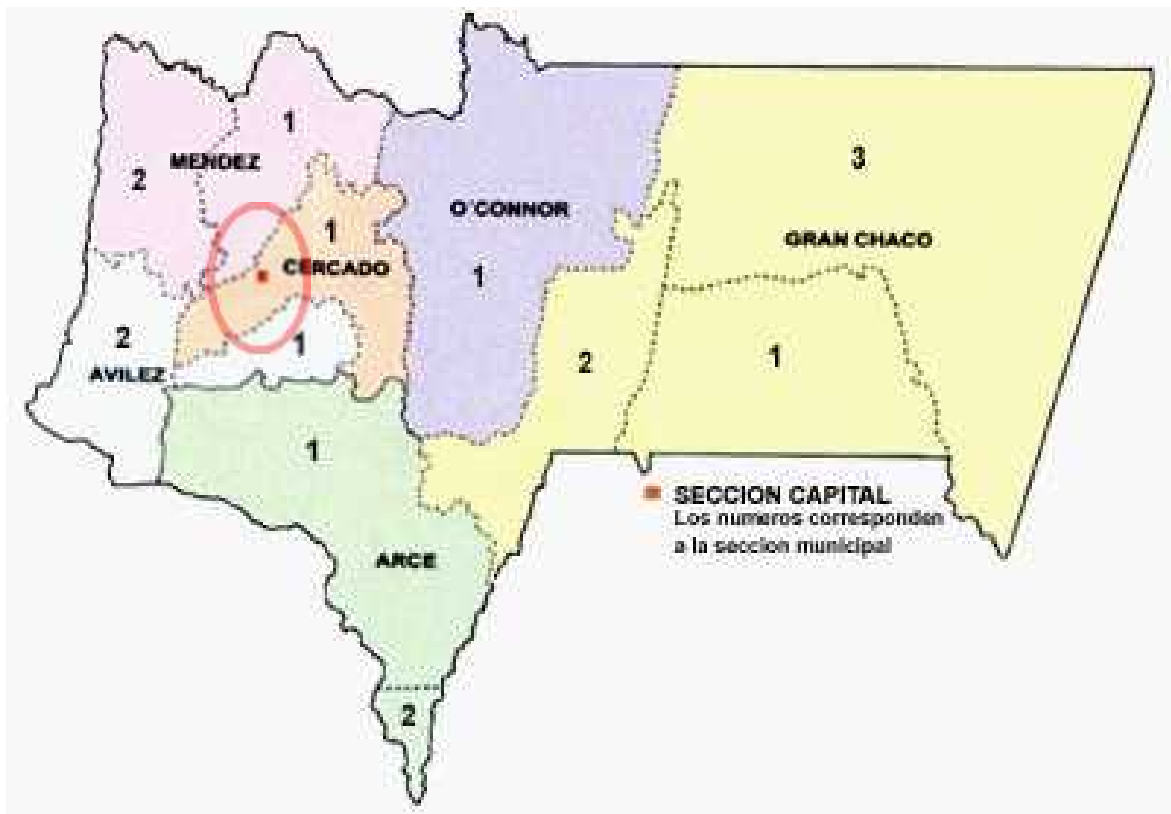 1
MENDEZ
2
3
O'CONNOR
1
GRAN CHACO
CERCADO
1
2
1
2
1
AVILEZ
1
SECCION CAPITAL
Los numeros corresponden
a la seccion municipal
ARCE
2